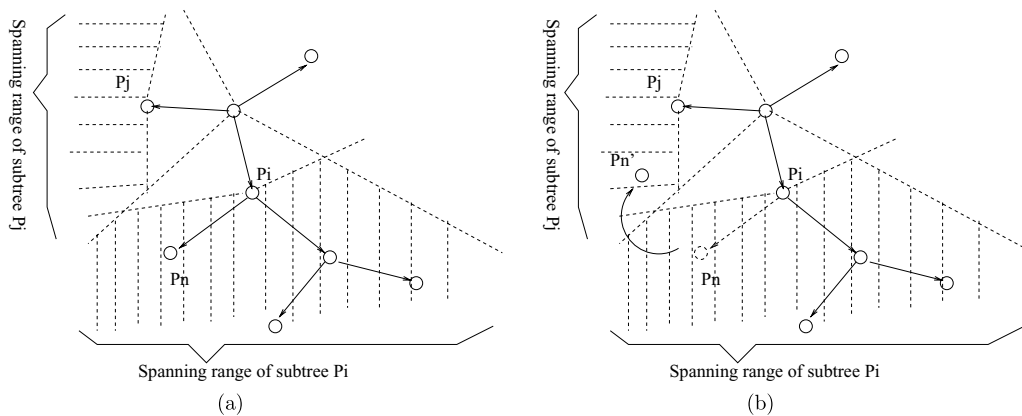 Spanning range of subtree Pj
Pj
Pi
Pn
Spanning range of subtree Pi
(a)
Spanning range of subtree Pj
Pj
Pn'
Pi
Pn
Spanning range of subtree Pi
(b)